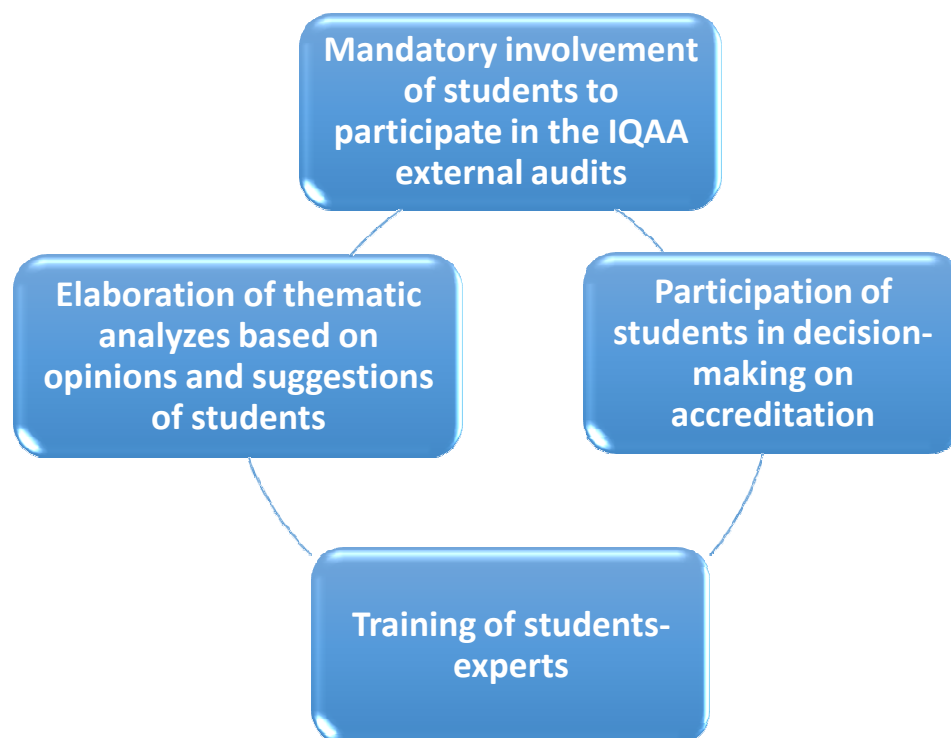 Mandatory involvement
of students to
participate in the IQAA
external audits
Elaboration of thematic
analyzes based on
opinions and suggestions
of students
Participation of
students in decision-
making on
accreditation
Training of students-
experts